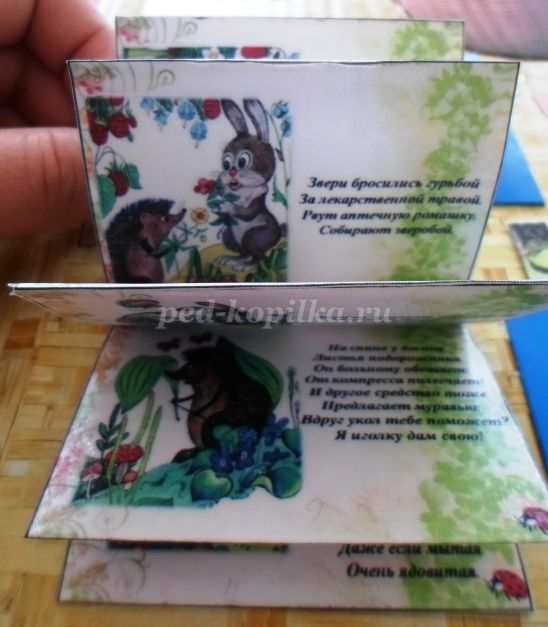 Звери бросились гурьбой
За лекарственной травой.
Рвут аптечную ромашку,
Собирают зверобой.
ped-kopilka.ru
На спине у ёжика
Листья подорожника.
Он больному обещает:
От компресса полегчает!
И другое средство тоже
Предлагает муравью:
Вдруг укол тебе поможет?
Я иголку дам свою!
Даже если мытая
Очень ядовитая.